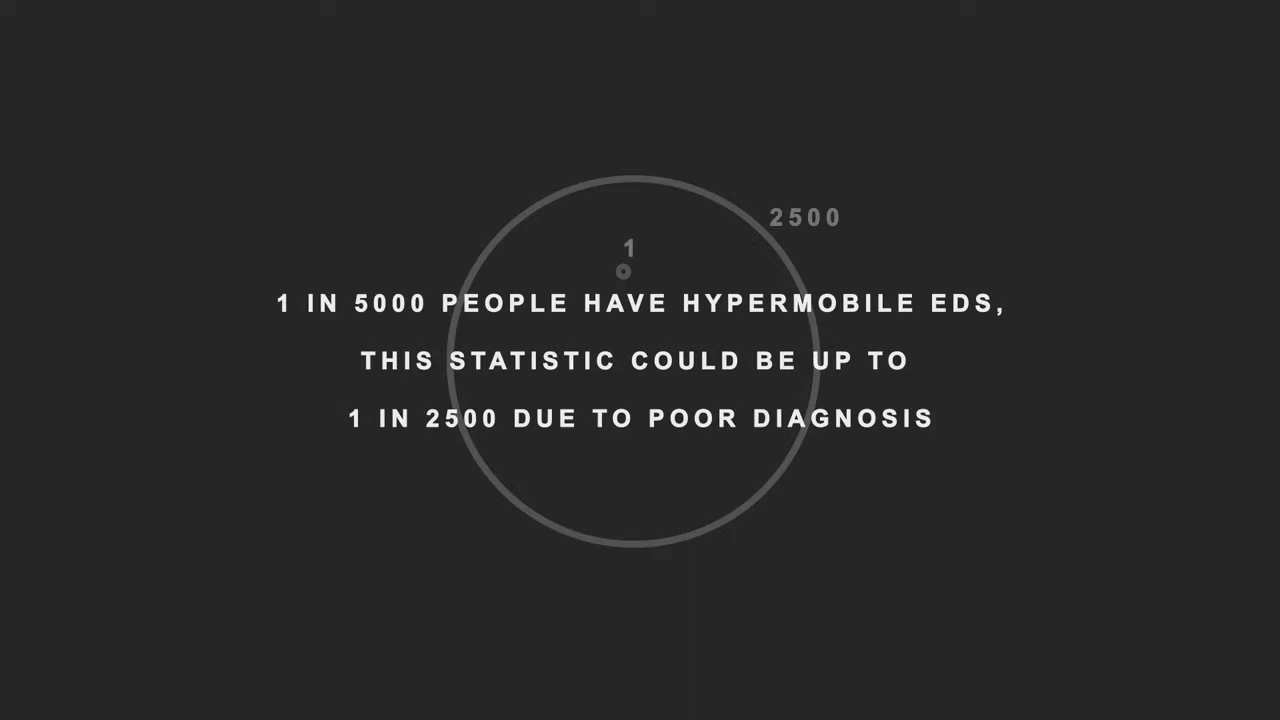 2500
1
1 IN 5000 PEOPLE HAVE HYPERMOBILE EDS,
THIS STATISTIC COULD BE UP TO
1 IN 2500 DUE TO POOR DIAGNOSIS